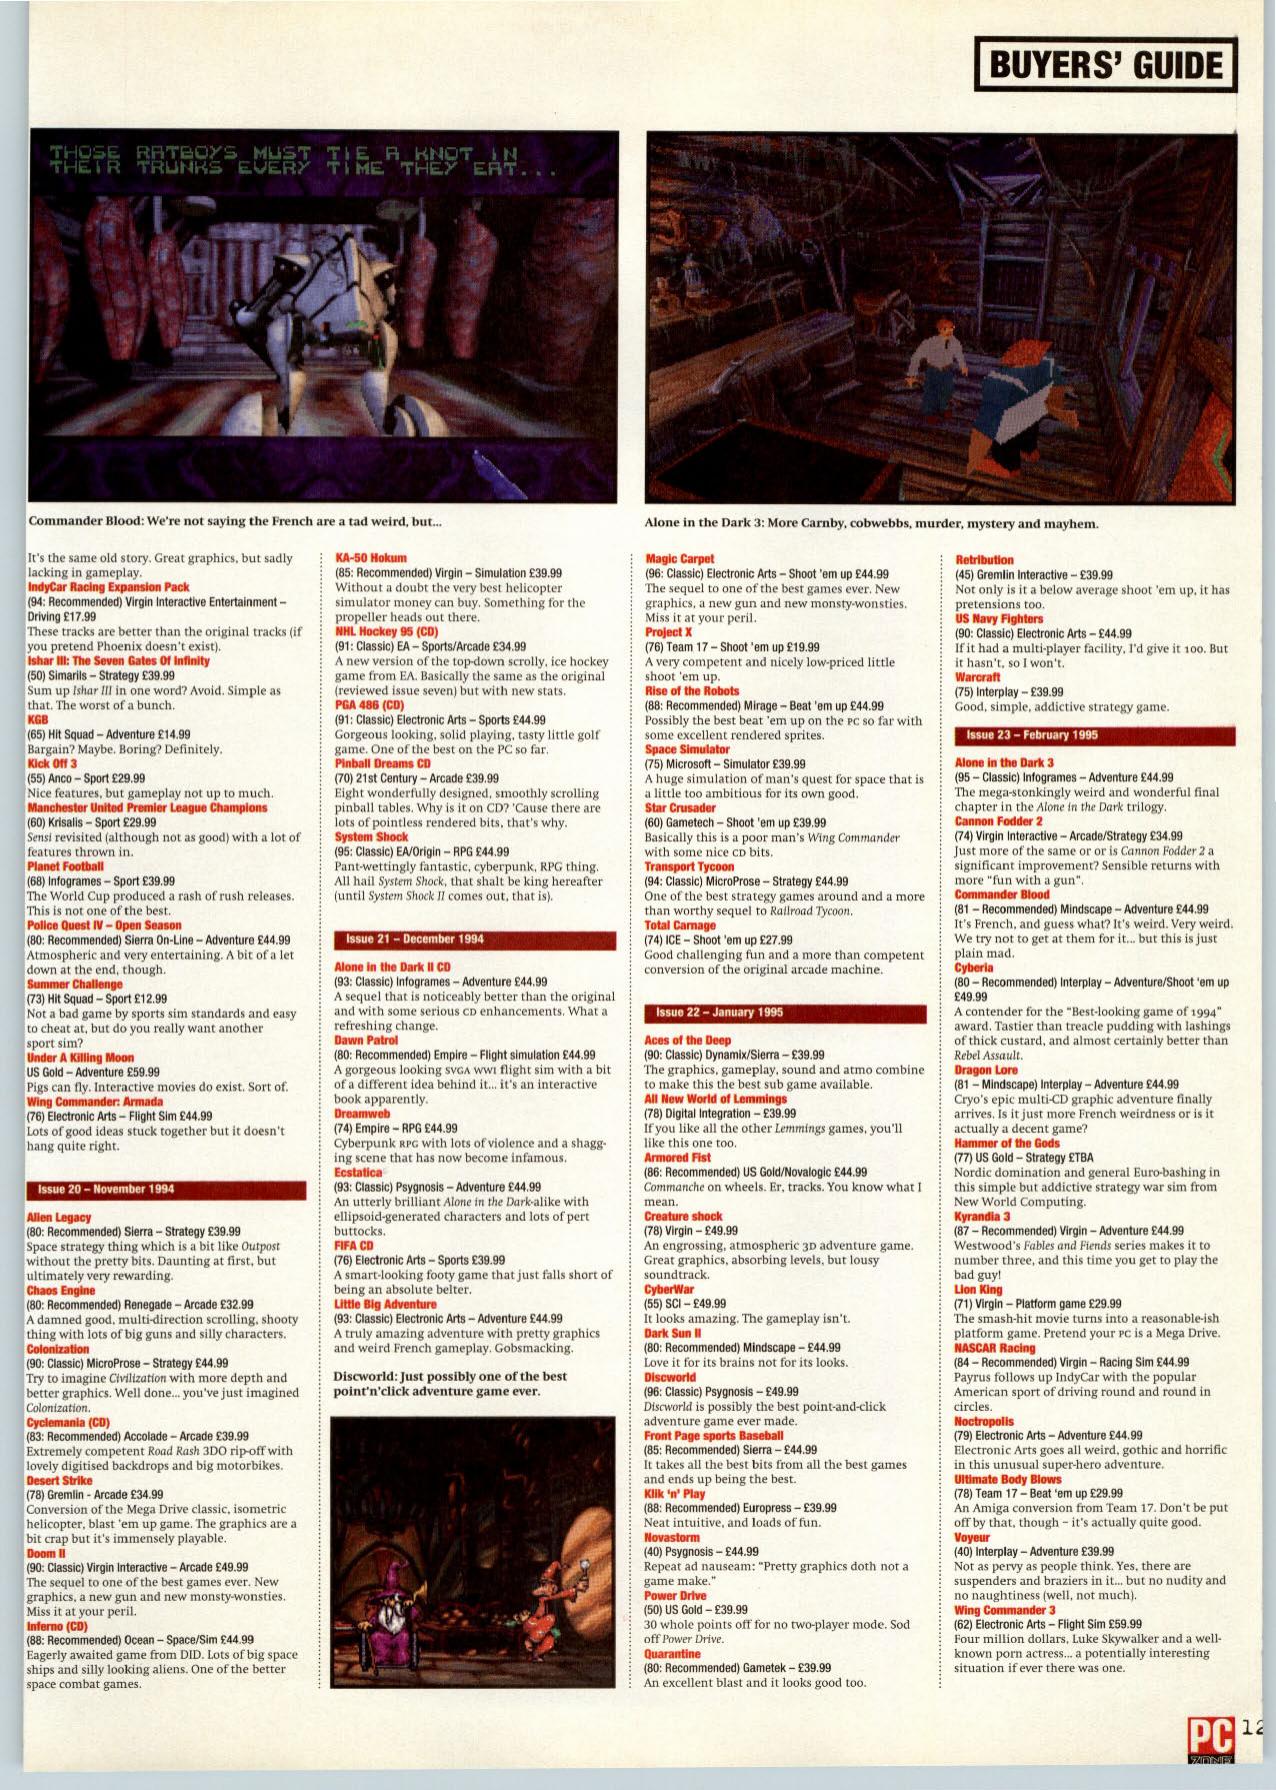 BUYERS' GUIDE
THOSE RATBOYS MUST TIE A KNOT IN
THEIR TRUNKS EVERY TIME THEY EAT...
Commander Blood: We're not saying the French are a tad weird, but...
Alone in the Dark 3: More Carnby, cobwebbs, murder, mystery and mayhem.
It's the same old story. Great graphics, but sadly
lacking in gameplay.
IndyCar Racing Expansion Pack
(94: Recommended) Virgin Interactive Entertainment –
Driving £17.99
These tracks are better than the original tracks (if
you pretend Phoenix doesn't exist).
Ishar III: The Seven Gates Of Infinity
(50) Simarils – Strategy £39.99
Sum up Ishar III in one word? Avoid. Simple as
that. The worst of a bunch.
KGB
(65) Hit Squad – Adventure £14.99
Bargain? Maybe. Boring? Definitely.
Kick Off 3
(55) Anco – Sport £29.99
Nice features, but gameplay not up to much.
Manchester United Premier League Champions
(60) Krisalis – Sport £29.99
Sensi revisited (although not as good) with a lot of
features thrown in.
Planet Football
(68) Infogrames – Sport £39.99
The World Cup produced a rash of rush releases.
This is not one of the best.
Police Quest IV – Open Season
(80: Recommended) Sierra On-Line – Adventure £44.99
Atmospheric and very entertaining. A bit of a let
down at the end, though.
Summer Challenge
(73) Hit Squad – Sport £12.99
Not a bad game by sports sim standards and easy
to cheat at, but do you really want another
sport sim?
Under A Killing Moon
US Gold – Adventure £59.99
Pigs can fly. Interactive movies do exist. Sort of.
Wing Commander: Armada
(76) Electronic Arts – Flight Sim £44.99
Lots of good ideas stuck together but it doesn't
hang quite right.
Issue 20 – November 1994
Alien Legacy
(80: Recommended) Sierra – Strategy £39.99
Space strategy thing which is a bit like Outpost
without the pretty bits. Daunting at first, but
ultimately very rewarding.
Chaos Engine
(80: Recommended) Renegade – Arcade £32.99
A damned good, multi-direction scrolling, shooty
thing with lots of big guns and silly characters.
Colonization
(90: Classic) MicroProse – Strategy £44.99
Try to imagine Civilization with more depth and
better graphics. Well done... you've just imagined
Colonization.
Cyclemania (CD)
(83: Recommended) Accolade – Arcade £39.99
Extremely competent Road Rash 3DO rip-off with
lovely digitised backdrops and big motorbikes.
Desert Strike
(78) Gremlin - Arcade £34.99
Conversion of the Mega Drive classic, isometric
helicopter, blast 'em up game. The graphics are a
bit crap but it's immensely playable.
Doom II
(90: Classic) Virgin Interactive – Arcade £49.99
The sequel to one of the best games ever. New
graphics, a new gun and new monsty-wonsties.
Miss it at your peril.
Inferno (CD)
(88: Recommended) Ocean – Space/Sim £44.99
Eagerly awaited game from DID. Lots of big space
ships and silly looking aliens. One of the better
space combat games.
KA-50 Hokum
(85: Recommended) Virgin – Simulation £39.99
Without a doubt the very best helicopter
simulator money can buy. Something for the
propeller heads out there.
NHL Hockey 95 (CD)
(91: Classic) EA – Sports/Arcade £34.99
A new version of the top-down scrolly, ice hockey
game from EA. Basically the same as the original
(reviewed issue seven) but with new stats.
PGA 486 (CD)
(91: Classic) Electronic Arts – Sports £44.99
Gorgeous looking, solid playing, tasty little golf
game. One of the best on the PC so far.
Pinball Dreams CD
(70) 21st Century – Arcade £39.99
Eight wonderfully designed, smoothly scrolling
pinball tables. Why is it on CD? 'Cause there are
lots of pointless rendered bits, that's why.
System Shock
(95: Classic) EA/Origin – RPG £44.99
Pant-wettingly fantastic, cyberpunk, RPG thing.
All hail System Shock, that shalt be king hereafter
(until System Shock II comes out, that is).
Issue 21 – December 1994
Alone in the Dark II CD
(93: Classic) Infogrames – Adventure £44.99
A sequel that is noticeably better than the original
and with some serious CD enhancements. What a
refreshing change.
Dawn Patrol
(80: Recommended) Empire – Flight simulation £44.99
A gorgeous looking SVGA WWI flight sim with a bit
of a different idea behind it... it's an interactive
book apparently.
Dreamweb
(74) Empire – RPG £44.99
Cyberpunk RPG with lots of violence and a shagg-
ing scene that has now become infamous.
Ecstatica
(93: Classic) Psygnosis – Adventure £44.99
An utterly brilliant Alone in the Dark-alike with
ellipsoid-generated characters and lots of pert
buttocks.
FIFA CD
(76) Electronic Arts – Sports £39.99
A smart-looking footy game that just falls short of
being an absolute belter.
Little Big Adventure
(93: Classic) Electronic Arts – Adventure £44.99
A truly amazing adventure with pretty graphics
and weird French gameplay. Gobsmacking.
Discworld: Just possibly one of the best
point'n'click adventure game ever.
Magic Carpet
(96: Classic) Electronic Arts – Shoot 'em up £44.99
The sequel to one of the best games ever. New
graphics, a new gun and new monsty-wonsties.
Miss it at your peril.
Project X
(76) Team 17 – Shoot 'em up £19.99
A very competent and nicely low-priced little
shoot 'em up.
Rise of the Robots
(88: Recommended) Mirage – Beat 'em up £44.99
Possibly the best beat 'em up on the PC so far with
some excellent rendered sprites.
Space Simulator
(75) Microsoft – Simulator £39.99
A huge simulation of man's quest for space that is
a little too ambitious for its own good.
Star Crusader
(60) Gametech – Shoot 'em up £39.99
Basically this is a poor man's Wing Commander
with some nice CD bits.
Transport Tycoon
(94: Classic) MicroProse – Strategy £44.99
One of the best strategy games around and a more
than worthy sequel to Railroad Tycoon.
Total Carnage
(74) ICE – Shoot 'em up £27.99
Good challenging fun and a more than competent
conversion of the original arcade machine.
Issue 22 – January 1995
Aces of the Deep
(90: Classic) Dynamix/Sierra – £39.99
The graphics, gameplay, sound and atmo combine
to make this the best sub game available.
All New World of Lemmings
(78) Digital Integration – £39.99
If you like all the other Lemmings games, you'll
like this one too.
Armored Fist
(86: Recommended) US Gold/Novalogic £44.99
Comanche on wheels. Er, tracks. You know what I
mean.
Creature shock
(78) Virgin – £49.99
An engrossing, atmospheric 3D adventure game.
Great graphics, absorbing levels, but lousy
soundtrack.
CyberWar
(55) SCI – £49.99
It looks amazing. The gameplay isn't.
Dark Sun II
(80: Recommended) Mindscape – £44.99
Love it for its brains not for its looks.
Discworld
(96: Classic) Psygnosis – £49.99
Discworld is possibly the best point-and-click
adventure game ever made.
Front Page sports Baseball
(85: Recommended) Sierra – £44.99
It takes all the best bits from all the best games
and ends up being the best.
Klik 'n' Play
(88: Recommended) Europress – £39.99
Neat intuitive, and loads of fun.
Novastorm
(40) Psygnosis – £44.99
Repeat ad nauseam: "Pretty graphics doth not a
game make."
Power Drive
(50) US Gold – £39.99
30 whole points off for no two-player mode. Sod
off Power Drive.
Quarantine
(80: Recommended) Gametek – £39.99
An excellent blast and it looks good too.
Retribution
(45) Gremlin Interactive – £39.99
Not only is it a below average shoot 'em up, it has
pretensions too.
US Navy Fighters
(90: Classic) Electronic Arts – £44.99
If it had a multi-player facility, I'd give it 100. But
it hasn't, so I won't.
Warcraft
(75) Interplay – £39.99
Good, simple, addictive strategy game.
Issue 23 – February 1995
Alone in the Dark 3
(95 – Classic) Infogrames – Adventure £44.99
The mega-stonkingly weird and wonderful final
chapter in the Alone in the Dark trilogy.
Cannon Fodder 2
(74) Virgin Interactive – Arcade/Strategy £34.99
Just more of the same or or is Cannon Fodder 2 a
significant improvement? Sensible returns with
more "fun with a gun".
Commander Blood
(81 – Recommended) Mindscape – Adventure £44.99
It's French, and guess what? It's weird. Very weird.
We try not to get at them for it... but this is just
plain mad.
Cyberia
(80 – Recommended) Interplay – Adventure/Shoot 'em up
£49.99
A contender for the "Best-looking game of 1994"
award. Tastier than treacle pudding with lashings
of thick custard, and almost certainly better than
Rebel Assault.
Dragon Lore
(81 – Mindscape) Interplay – Adventure £44.99
Cryo's epic multi-CD graphic adventure finally
arrives. Is it just more French weirdness or is it
actually a decent game?
Hammer of the Gods
(77) US Gold – Strategy £TBA
Nordic domination and general Euro-bashing in
this simple but addictive strategy war sim from
New World Computing.
Kyrandia 3
(87 – Recommended) Virgin – Adventure £44.99
Westwood's Fables and Fiends series makes it to
number three, and this time you get to play the
bad guy!
Lion King
(71) Virgin – Platform game £29.99
The smash-hit movie turns into a reasonable-ish
platform game. Pretend your PC is a Mega Drive.
NASCAR Racing
(84 – Recommended) Virgin – Racing Sim £44.99
Payrus follows up IndyCar with the popular
American sport of driving round and round in
circles.
Noctropolis
(79) Electronic Arts – Adventure £44.99
Electronic Arts goes all weird, gothic and horrific
in this unusual super-hero adventure.
Ultimate Body Blows
(78) Team 17 – Beat 'em up £29.99
An Amiga conversion from Team 17. Don't be put
off by that, though – it's actually quite good.
Voyeur
(40) Interplay – Adventure £39.99
Not as pervy as people think. Yes, there are
suspenders and braziers in it... but no nudity and
no naughtiness (well, not much).
Wing Commander 3
(62) Electronic Arts – Flight Sim £59.99
Four million dollars, Luke Skywalker and a well-
known porn actress... a potentially interesting
situation if ever there was one.
PC
ZONE
12